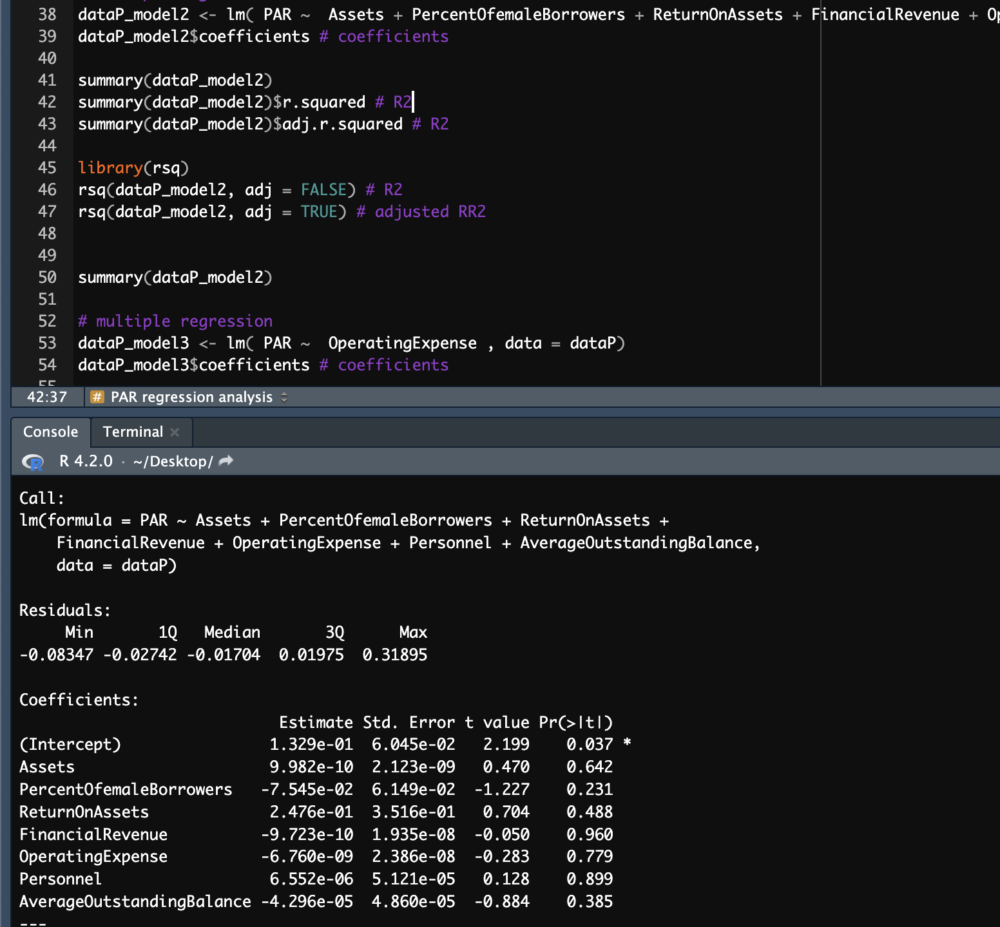 38 dataP_model2 <- lm( PAR ~  Assets + PercentOfemaleBorrowers + ReturnOnAssets + FinancialRevenue + Op
39 dataP_model2$coefficients # coefficients
40
41 summary(dataP_model2)
42 summary(dataP_model2)$r.squared # R2
43 summary(dataP_model2)$adj.r.squared # R2
44
45 library(rsq)
46 rsq(dataP_model2, adj = FALSE) # R2
47 rsq(dataP_model2, adj = TRUE) # adjusted RR2
48
49
50 summary(dataP_model2)
51
52 # multiple regression
53 dataP_model3 <- lm( PAR ~  OperatingExpense , data = dataP)
54 dataP_model3$coefficients # coefficients
55
42:37 # PAR regression analysis
Console Terminal
R R 4.2.0 · ~/Desktop/
Call:
lm(formula = PAR ~ Assets + PercentOfemaleBorrowers + ReturnOnAssets +
    FinancialRevenue + OperatingExpense + Personnel + AverageOutstandingBalance,
    data = dataP)
Residuals:
     Min       1Q   Median       3Q      Max
-0.08347 -0.02742 -0.01704  0.01975  0.31895
Coefficients:
                            Estimate Std. Error t value Pr(>|t|)
(Intercept)                1.329e-01  6.045e-02   2.199    0.037 *
Assets                     9.982e-10  2.123e-09   0.470    0.642
PercentOfemaleBorrowers   -7.545e-02  6.149e-02  -1.227    0.231
ReturnOnAssets             2.476e-01  3.516e-01   0.704    0.488
FinancialRevenue          -9.723e-10  1.935e-08  -0.050    0.960
OperatingExpense          -6.760e-09  2.386e-08  -0.283    0.779
Personnel                  6.552e-06  5.121e-05   0.128    0.899
AverageOutstandingBalance -4.296e-05  4.860e-05  -0.884    0.385
---